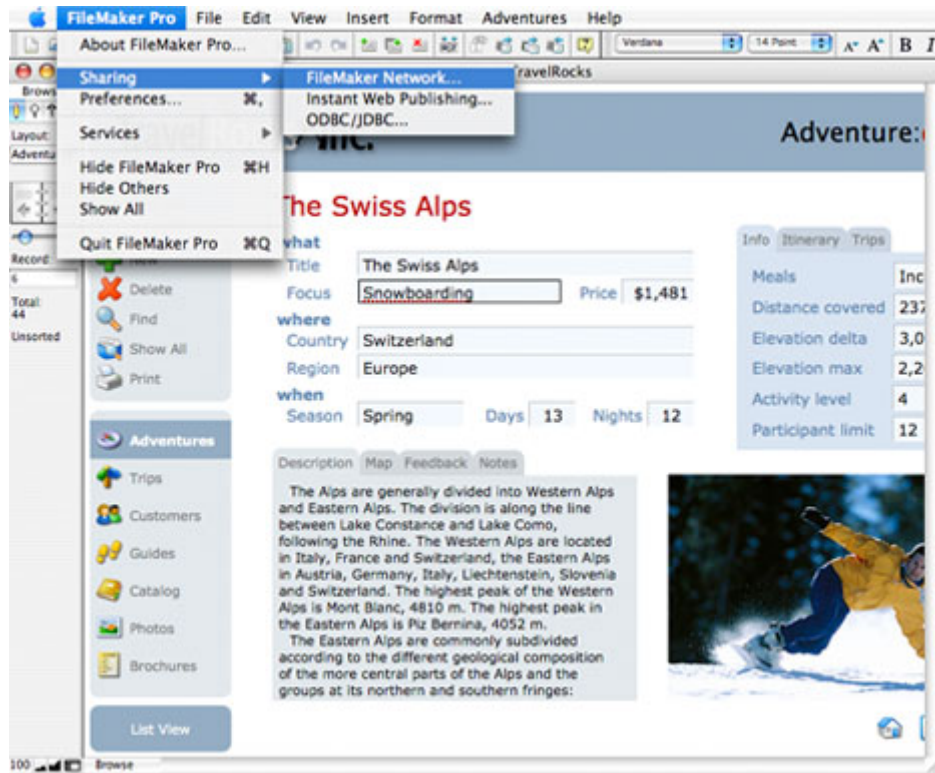 FileMaker Pro File Edit View Insert Format Adventures Help
Verdana 14 Point B I
About FileMaker Pro...
Sharing
Preferences... ⌘,
Services
Hide FileMaker Pro ⌘H
Hide Others
Show All
Quit FileMaker Pro ⌘Q
FileMaker Network...
Instant Web Publishing...
ODBC/JDBC...
TravelRocks
Brows
Layout:
Adventu
Record:
6
Total:
44
Unsorted
Inc.
Adventure:
The Swiss Alps
what
Title The Swiss Alps
Focus Snowboarding Price $1,481
where
Country Switzerland
Region Europe
when
Season Spring Days 13 Nights 12
Info Itinerary Trips
Meals Inc
Distance covered 237
Elevation delta 3,0
Elevation max 2,2
Activity level 4
Participant limit 12
New
Delete
Find
Show All
Print
Adventures
Trips
Customers
Guides
Catalog
Photos
Brochures
List View
Description Map Feedback Notes
The Alps are generally divided into Western Alps
and Eastern Alps. The division is along the line
between Lake Constance and Lake Como,
following the Rhine. The Western Alps are located
in Italy, France and Switzerland, the Eastern Alps
in Austria, Germany, Italy, Liechtenstein, Slovenia
and Switzerland. The highest peak of the Western
Alps is Mont Blanc, 4810 m. The highest peak in
the Eastern Alps is Piz Bernina, 4052 m.
The Eastern Alps are commonly subdivided
according to the different geological composition
of the more central parts of the Alps and the
groups at its northern and southern fringes:
100 Browse